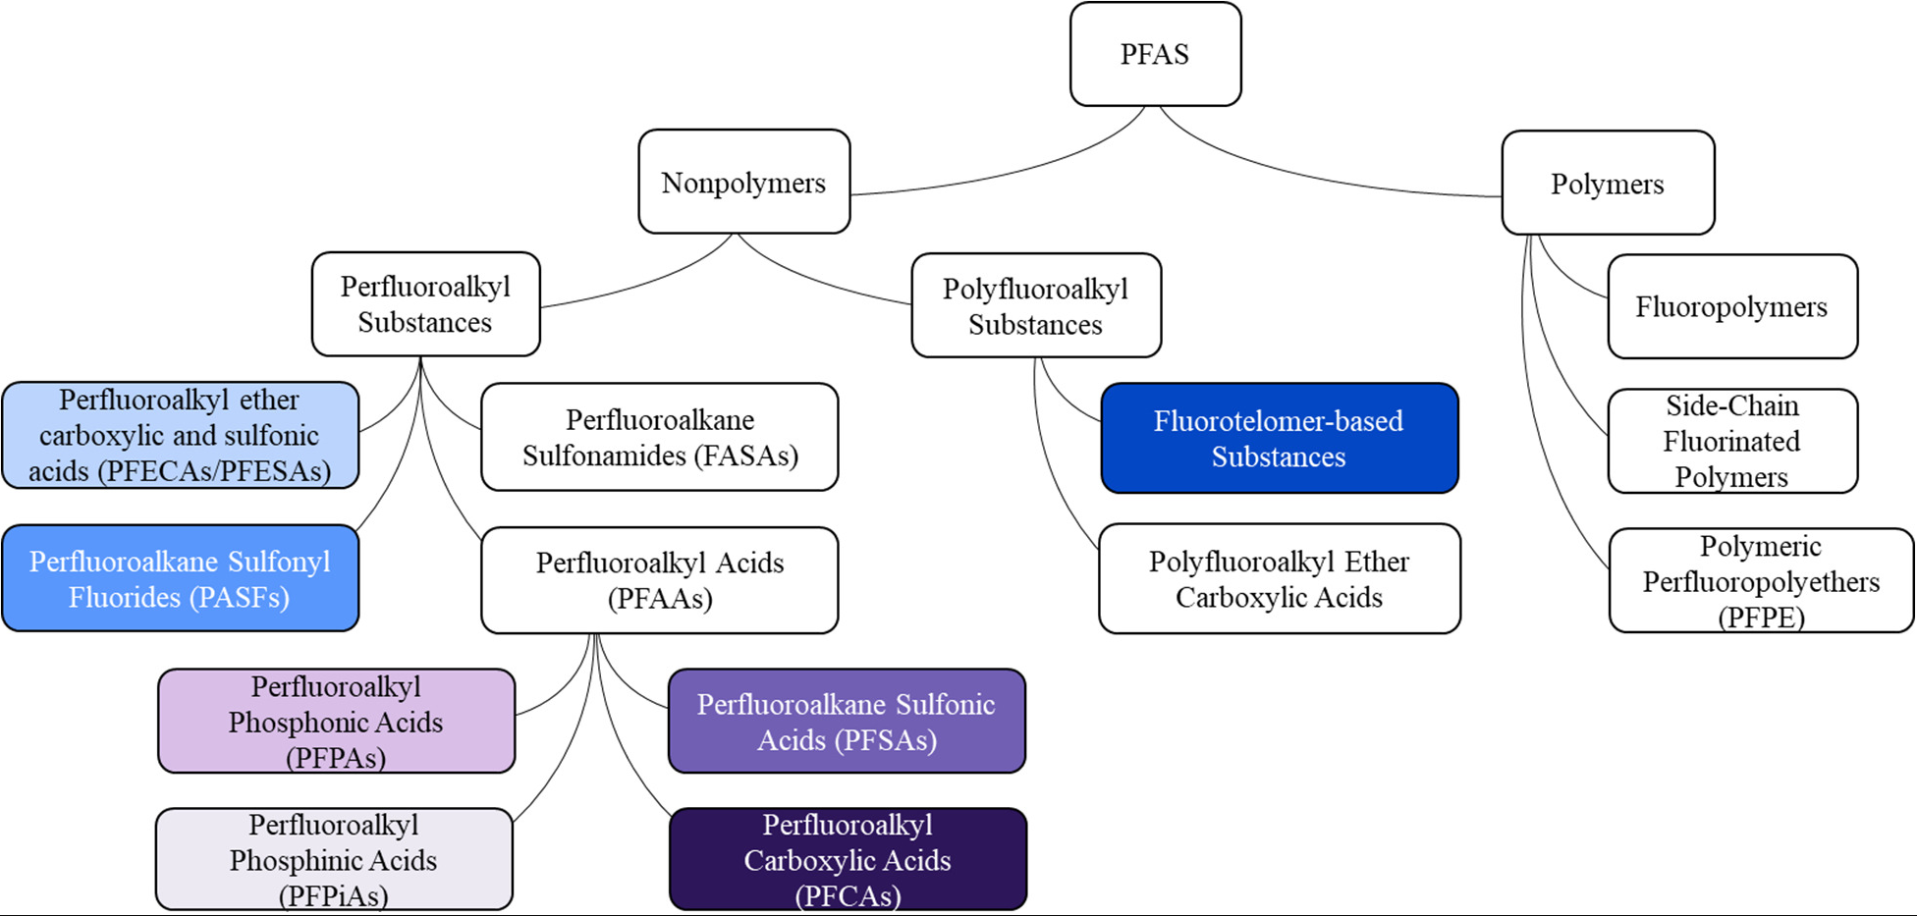 PFAS
Nonpolymers
Polymers
Perfluoroalkyl
Substances
Polyfluoroalkyl
Substances
Fluoropolymers
Perfluoroalkyl ether
carboxylic and sulfonic
acids (PFECAs/PFESAs)
Perfluoroalkane
Sulfonamides (FASAs)
Fluorotelomer-based
Substances
Side-Chain
Fluorinated
Polymers
Perfluoroalkane Sulfonyl
Fluorides (PASFs)
Perfluoroalkyl Acids
(PFAAs)
Polyfluoroalkyl Ether
Carboxylic Acids
Polymeric
Perfluoropolyethers
(PFPE)
Perfluoroalkyl
Phosphonic Acids
(PFPAs)
Perfluoroalkane Sulfonic
Acids (PFSAs)
Perfluoroalkyl
Phosphinic Acids
(PFPiAs)
Perfluoroalkyl
Carboxylic Acids
(PFCAs)